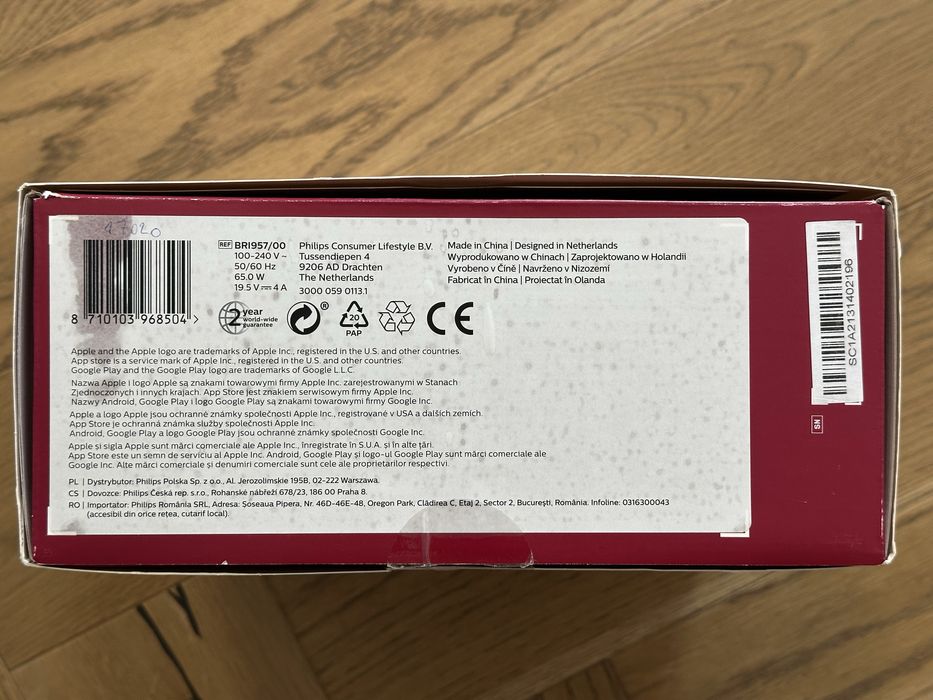 17020
8 710103 968504 >
REF BRI957/00
100-240 V ~
50/60 Hz
65.0 W
19.5 V ⎓ 4 A
Philips Consumer Lifestyle B.V.
Tussendiepen 4
9206 AD Drachten
The Netherlands
3000 059 0113.1
Made in China | Designed in Netherlands
Wyprodukowano w Chinach | Zaprojektowano w Holandii
Vyrobeno v Číně | Navrženo v Nizozemí
Fabricat în China | Proiectat în Olanda
2 year
world-wide
guarantee
®
20
PAP
CE
Apple and the Apple logo are trademarks of Apple Inc., registered in the U.S. and other countries.
App store is a service mark of Apple Inc., registered in the U.S. and other countries.
Google Play and the Google Play logo are trademarks of Google L.L.C.
Nazwa Apple i logo Apple są znakami towarowymi firmy Apple Inc. zarejestrowanymi w Stanach
Zjednoczonych i innych krajach. App Store jest znakiem serwisowym firmy Apple Inc.
Nazwy Android, Google Play i logo Google Play są znakami towarowymi firmy Google Inc.
Apple a logo Apple jsou ochranné známky společnosti Apple Inc., registrované v USA a dalších zemích.
App Store je ochranná známka služby společnosti Apple Inc.
Android, Google Play a logo Google Play jsou ochranné známky společnosti Google Inc.
Apple și sigla Apple sunt mărci comerciale ale Apple Inc., înregistrate în S.U.A. și în alte țări.
App Store este un semn de serviciu al Apple Inc. Android, Google Play și logo-ul Google Play sunt mărci comerciale ale
Google Inc. Alte mărci comerciale și denumiri comerciale sunt cele ale proprietarilor respectivi.
PL | Dystrybutor: Philips Polska Sp. z o.o., Al. Jerozolimskie 195B, 02-222 Warszawa.
CS | Dovozce: Philips Česká rep. s.r.o., Rohanské nábřeží 678/23, 186 00 Praha 8.
RO | Importator: Philips România SRL, Adresa: Șoseaua Pipera, Nr. 46D-46E-48, Oregon Park, Clădirea C, Etaj 2, Sector 2, București, România. Infoline: 0316300043
(accesibil din orice rețea, cutarif local).
SC1A2131402196
SN